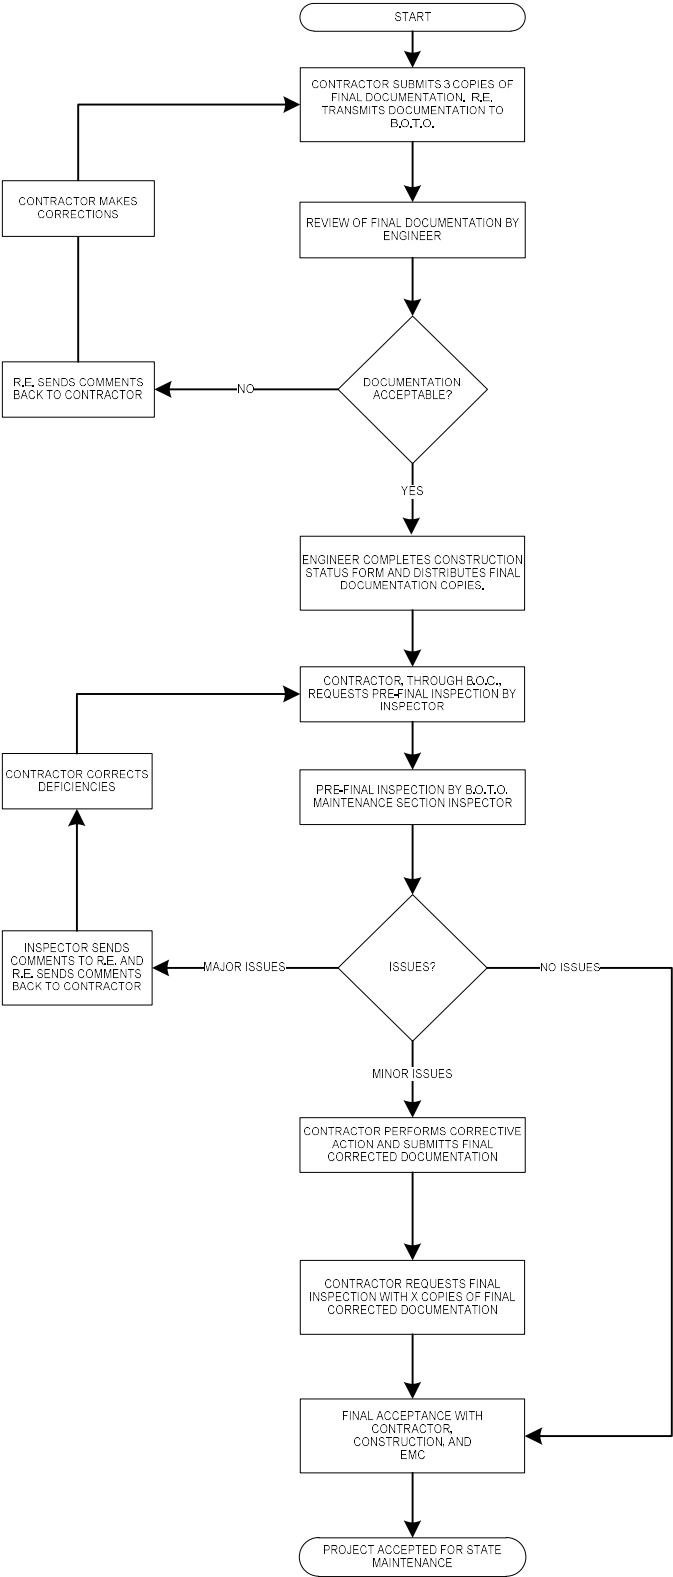 START
CONTRACTOR SUBMITS 3 COPIES OF
FINAL DOCUMENTATION. R.E.
TRANSMITS DOCUMENTATION TO
B.O.T.O.
CONTRACTOR MAKES
CORRECTIONS
REVIEW OF FINAL DOCUMENTATION BY
ENGINEER
R.E. SENDS COMMENTS
BACK TO CONTRACTOR
NO
DOCUMENTATION
ACCEPTABLE?
YES
ENGINEER COMPLETES CONSTRUCTION
STATUS FORM AND DISTRIBUTES FINAL
DOCUMENTATION COPIES.
CONTRACTOR, THROUGH B.O.C.,
REQUESTS PRE-FINAL INSPECTION BY
INSPECTOR
CONTRACTOR CORRECTS
DEFICIENCIES
PRE-FINAL INSPECTION BY B.O.T.O.
MAINTENANCE SECTION INSPECTOR
INSPECTOR SENDS
COMMENTS TO R.E. AND
R.E. SENDS COMMENTS
BACK TO CONTRACTOR
MAJOR ISSUES
ISSUES?
NO ISSUES
MINOR ISSUES
CONTRACTOR PERFORMS CORRECTIVE
ACTION AND SUBMITTS FINAL
CORRECTED DOCUMENTATION
CONTRACTOR REQUESTS FINAL
INSPECTION WITH X COPIES OF FINAL
CORRECTED DOCUMENTATION
FINAL ACCEPTANCE WITH
CONTRACTOR,
CONSTRUCTION, AND
EMC
PROJECT ACCEPTED FOR STATE
MAINTENANCE